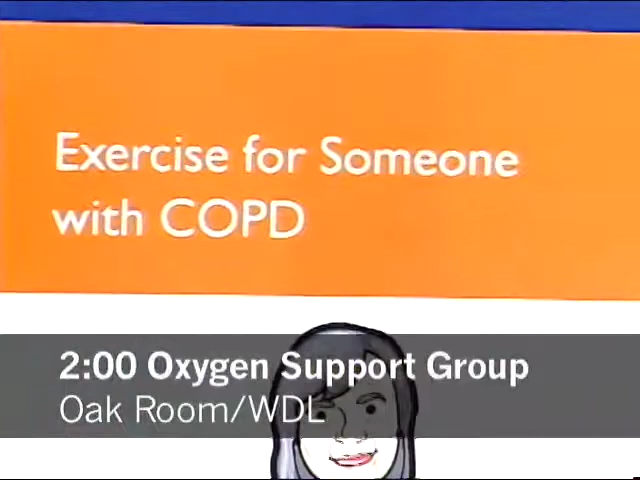 Exercise for Someone
with COPD
2:00 Oxygen Support Group
Oak Room/WDL